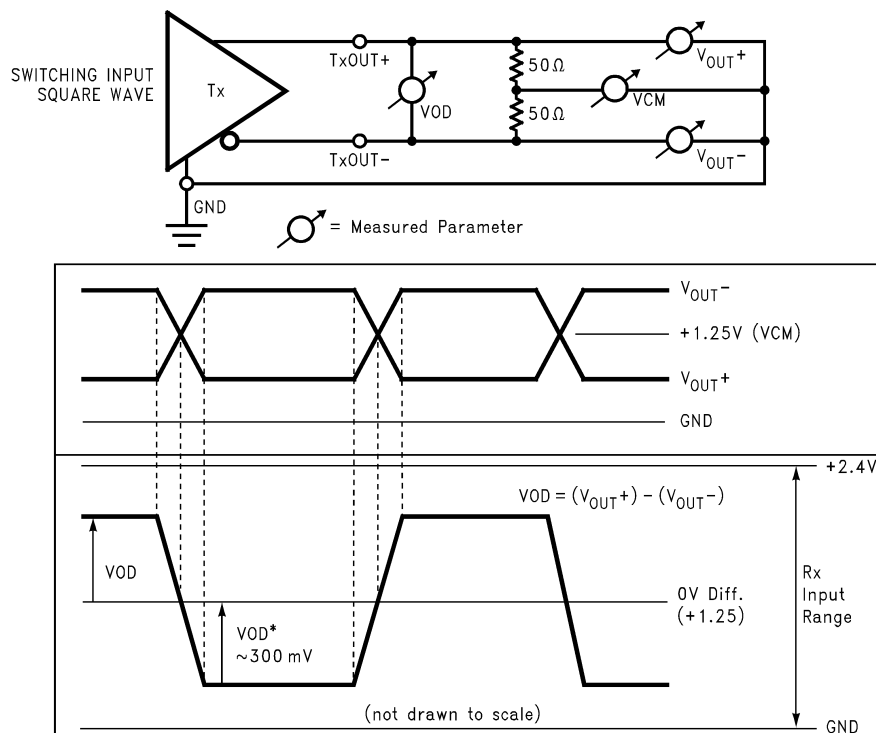 SWITCHING INPUT
SQUARE WAVE
Tx
TxOUT+
VOD
TxOUT-
50Ω
50Ω
VCM
VOUT+
VOUT-
GND
= Measured Parameter
VOUT-
+1.25V (VCM)
VOUT+
GND
+2.4V
VOD = (VOUT+) - (VOUT-)
VOD
VOD*
~300 mV
0V Diff.
(+1.25)
Rx
Input
Range
(not drawn to scale)
GND